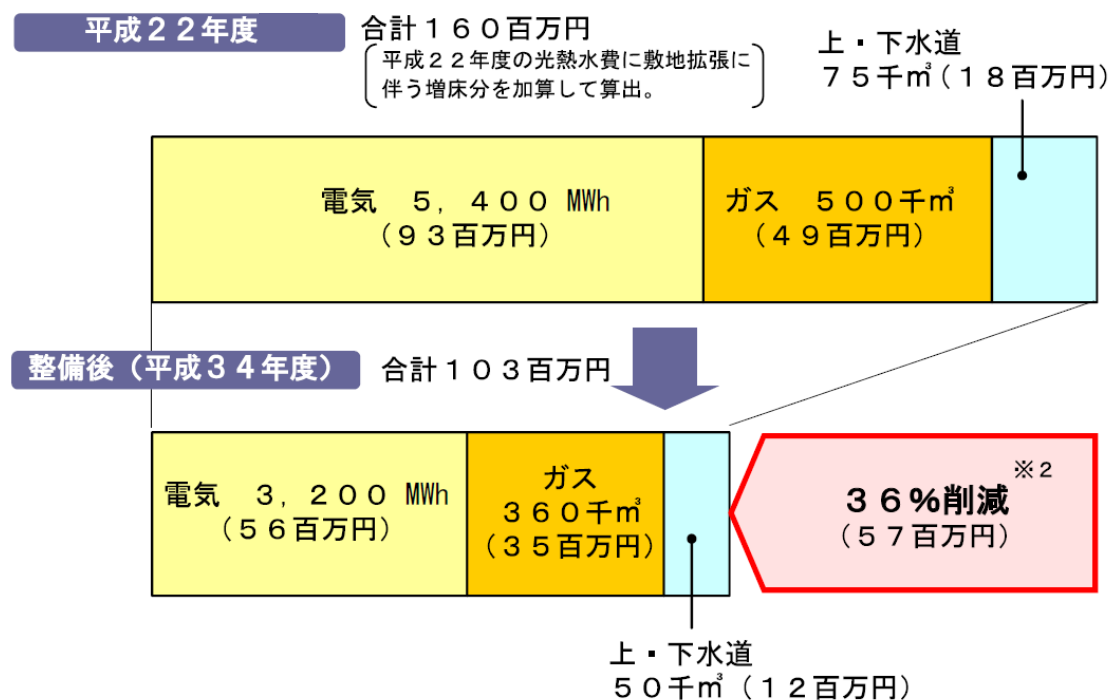 平成２２年度
合計１６０百万円
平成２２年度の光熱水費に敷地拡張に
伴う増床分を加算して算出。
上・下水道
７５千㎥（１８百万円）
電気　５，４００ MWh
（９３百万円）
ガス　５００千㎥
（４９百万円）
整備後（平成３４年度）
合計１０３百万円
電気　３，２００ MWh
（５６百万円）
ガス
３６０千㎥
（３５百万円）
３６%削減※２
（５７百万円）
上・下水道
５０千㎥（１２百万円）